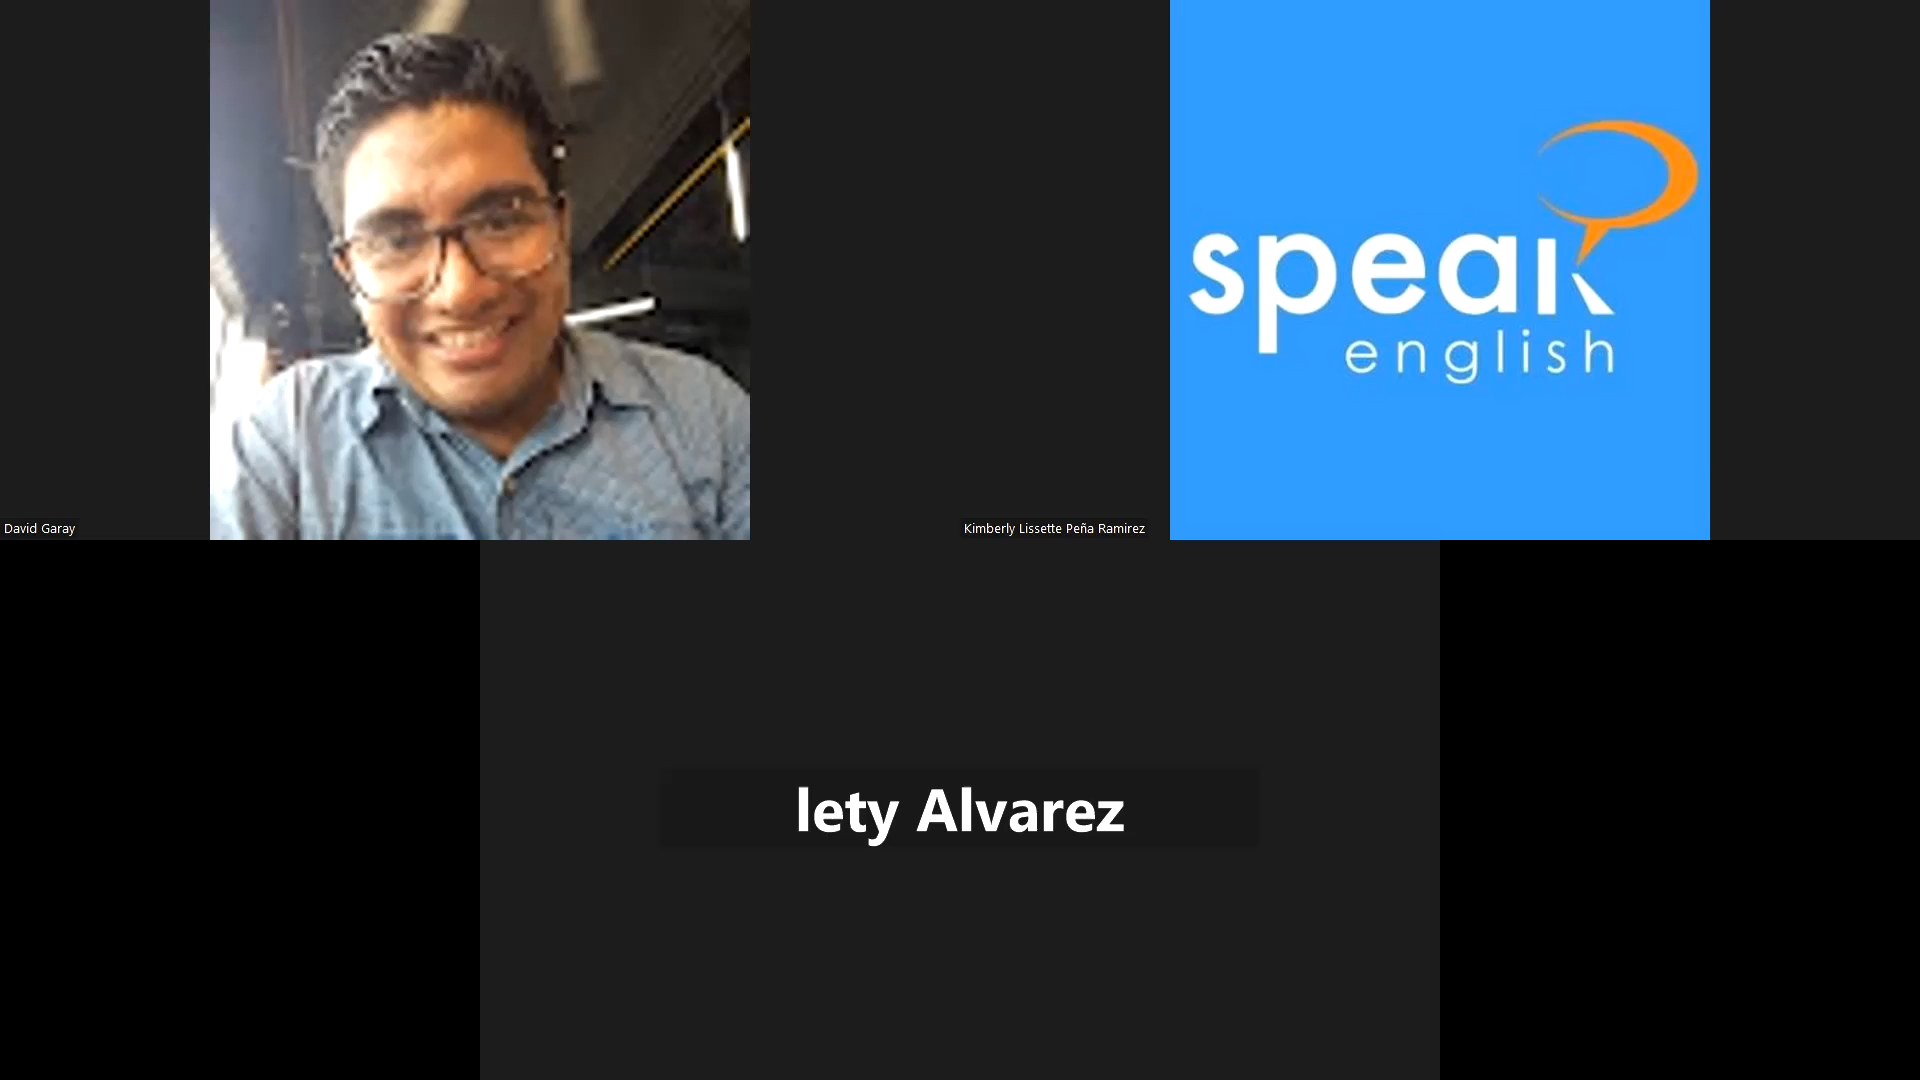 speak
english
David Garay
Kimberly Lissette Peña Ramirez
lety Alvarez